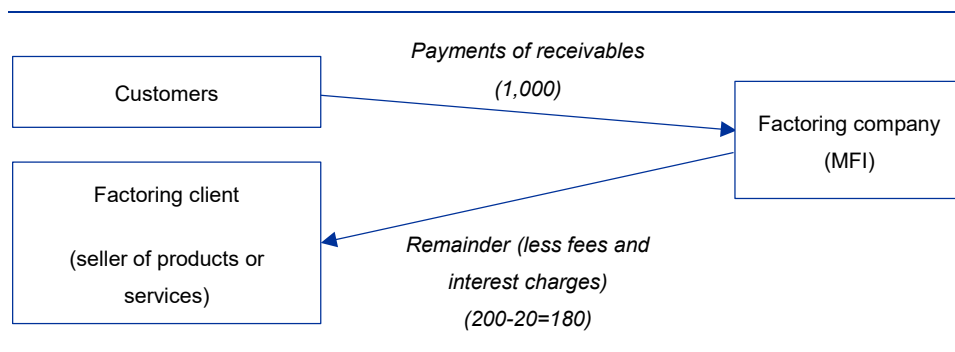 Payments of receivables
(1,000)
Customers
Factoring company
(MFI)
Factoring client
(seller of products or
services)
Remainder (less fees and
interest charges)
(200-20=180)